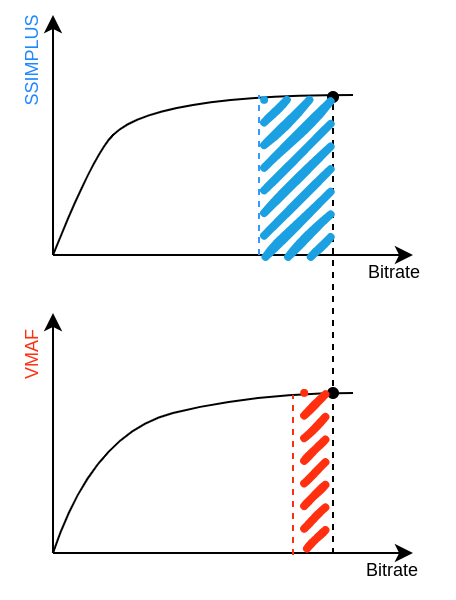 SSIMPLUS
Bitrate
VMAF
Bitrate